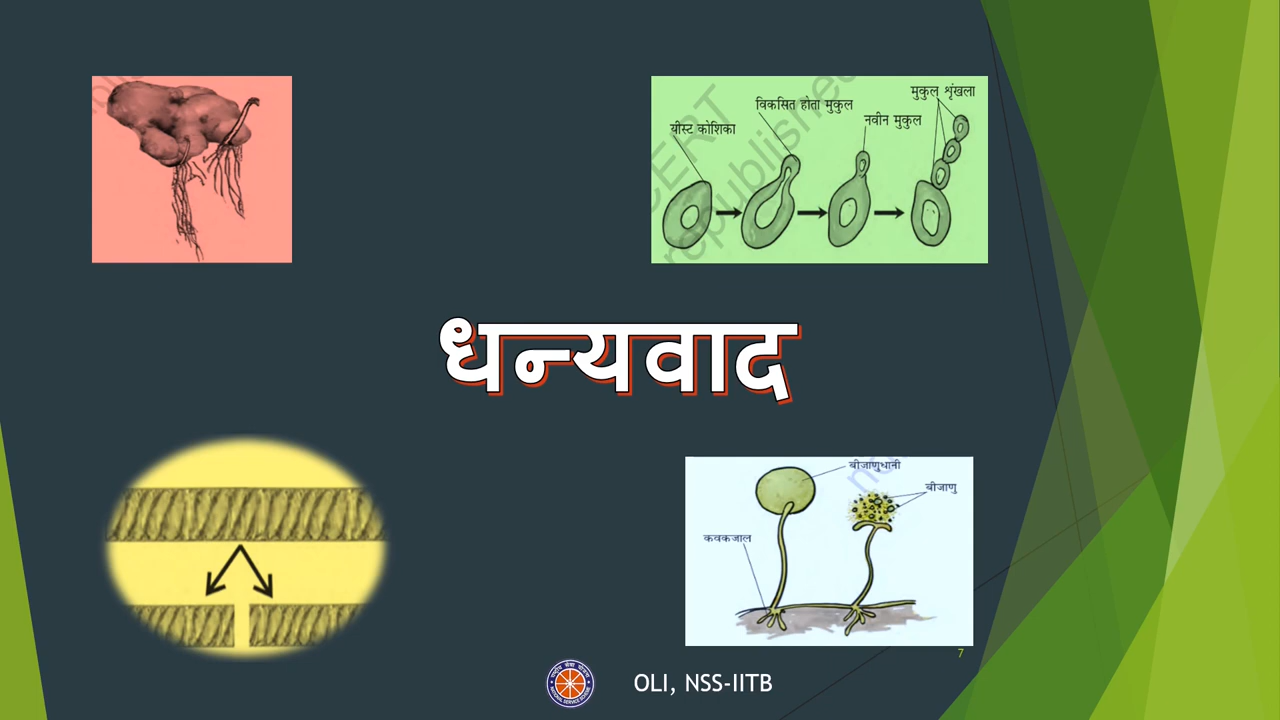 यीस्ट कोशिका
विकसित होता मुकुल
नवीन मुकुल
मुकुल शृंखला
धन्यवाद
बीजाणुधानी
बीजाणु
कवकजाल
7
OLI, NSS-IITB